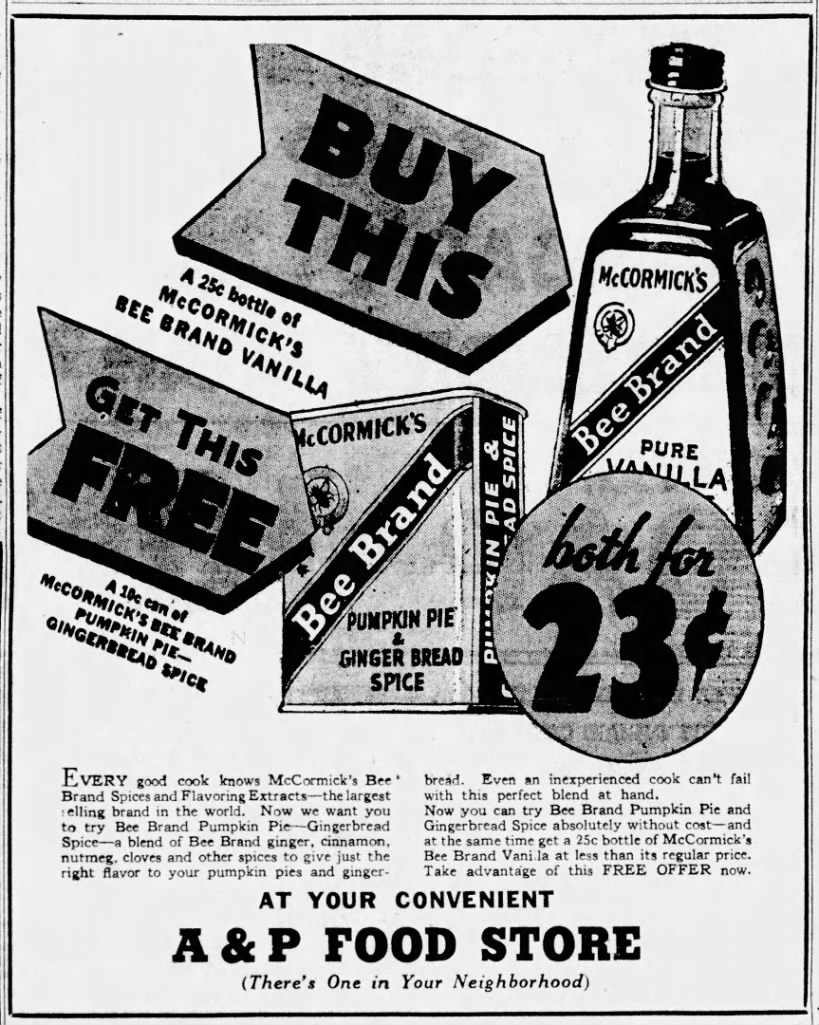 BUY
THIS
A 25c bottle of
McCORMICK'S
BEE BRAND VANILLA
GET THIS
FREE
A 10c can of
McCORMICK'S BEE BRAND
PUMPKIN PIE—
GINGERBREAD SPICE
McCORMICK'S
Bee Brand
PURE
VANILLA
McCORMICK'S
Bee Brand
PUMPKIN PIE
&
GINGER BREAD
SPICE
PUMPKIN PIE &
AD SPICE
both for
23¢
EVERY good cook knows McCormick's Bee
Brand Spices and Flavoring Extracts—the largest
elling brand in the world. Now we want you
to try Bee Brand Pumpkin Pie—Gingerbread
Spice—a blend of Bee Brand ginger, cinnamon,
nutmeg, cloves and other spices to give just the
right flavor to your pumpkin pies and ginger-
bread. Even an inexperienced cook can't fail
with this perfect blend at hand.
Now you can try Bee Brand Pumpkin Pie and
Gingerbread Spice absolutely without cost—and
at the same time get a 25c bottle of McCormick's
Bee Brand Vanilla at less than its regular price.
Take advantage of this FREE OFFER now.
AT YOUR CONVENIENT
A & P FOOD STORE
(There's One in Your Neighborhood)